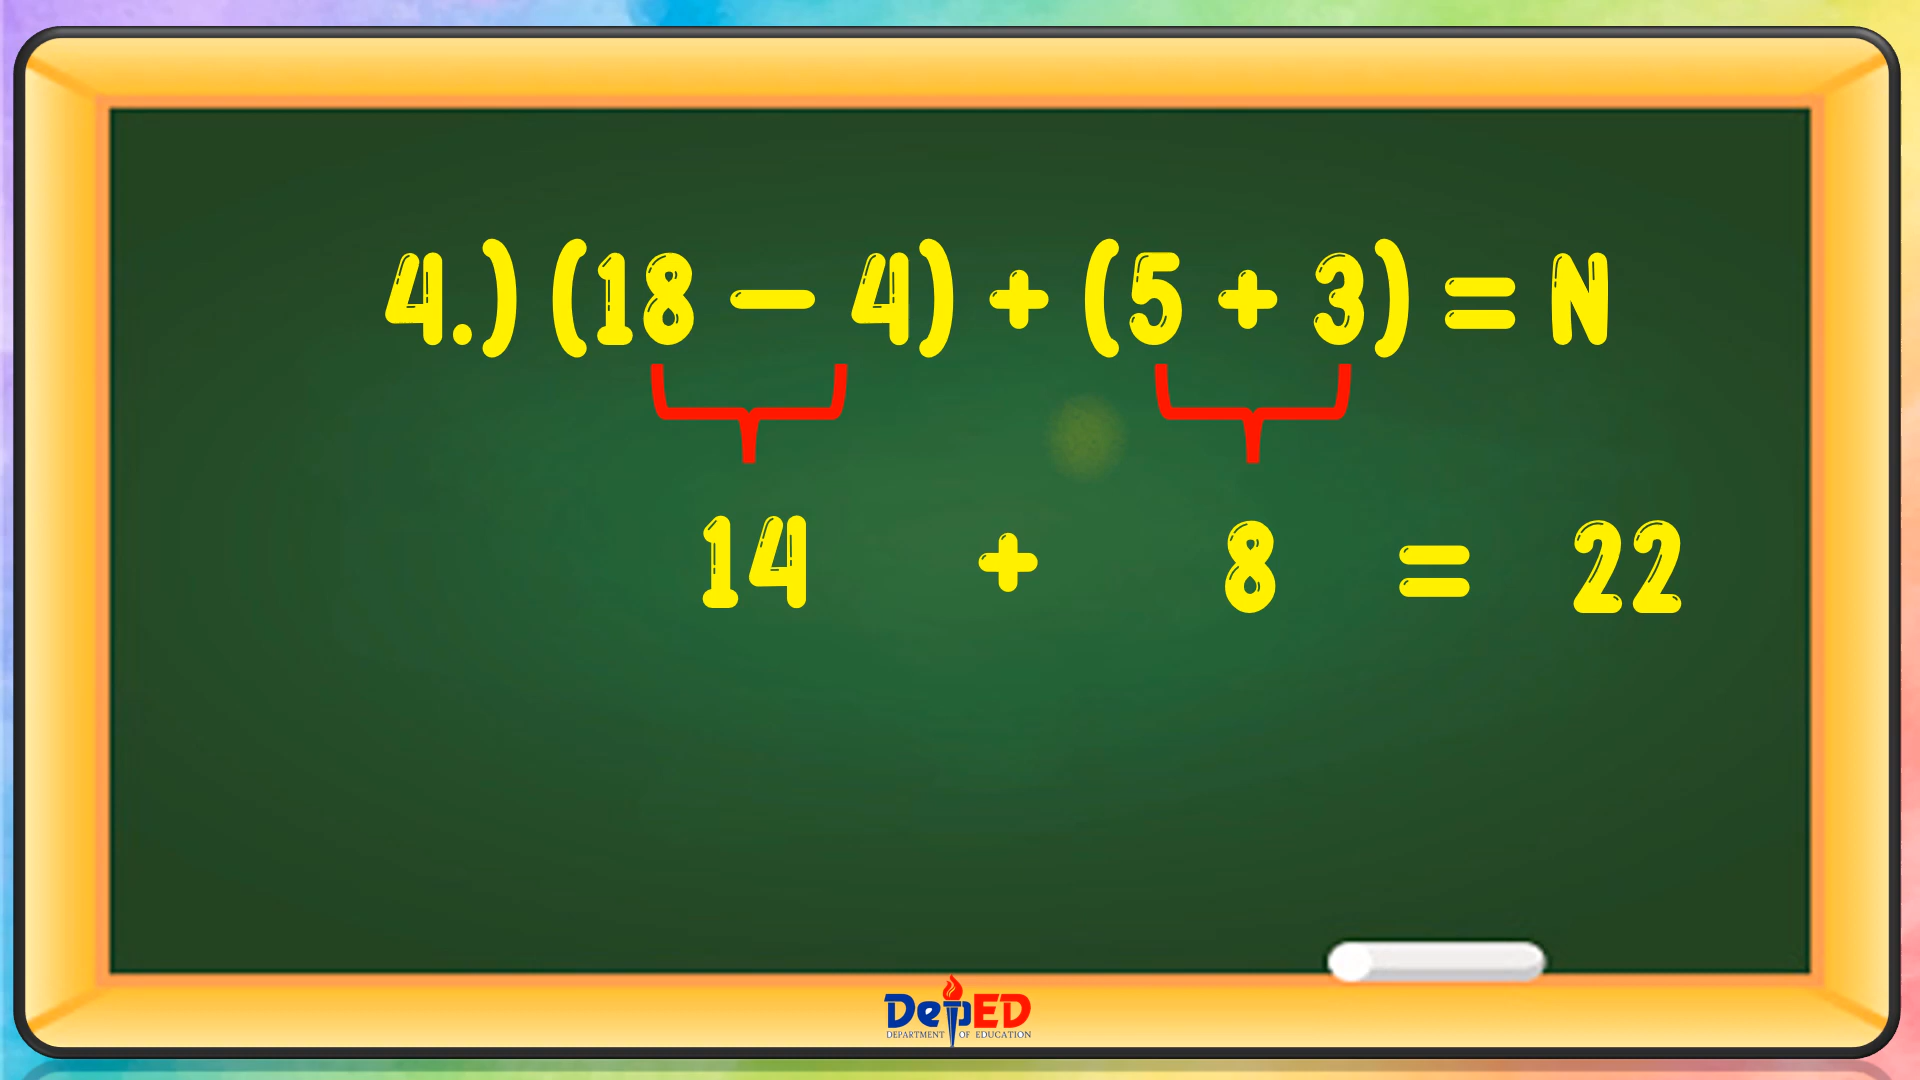 4.) (18 – 4) + (5 + 3) = N
14 + 8 = 22
DepED
DEPARTMENT OF EDUCATION